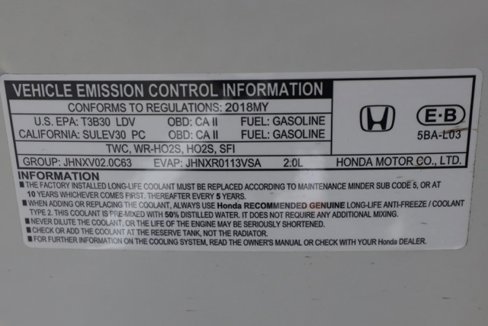 VEHICLE EMISSION CONTROL INFORMATION
CONFORMS TO REGULATIONS: 2018MY
U.S. EPA: T3B30 LDV OBD: CA II FUEL: GASOLINE
CALIFORNIA: SULEV30 PC OBD: CA II FUEL: GASOLINE
TWC, WR-HO2S, HO2S, SFI
E·B
5BA-L03
GROUP: JHNXV02.0C63 EVAP: JHNXR0113VSA 2.0L HONDA MOTOR CO., LTD.
INFORMATION
■ THE FACTORY INSTALLED LONG-LIFE COOLANT MUST BE REPLACED ACCORDING TO MAINTENANCE MINDER SUB CODE 5, OR AT
10 YEARS WHICHEVER COMES FIRST, THEREAFTER EVERY 5 YEARS.
■ WHEN ADDING OR REPLACING THE COOLANT, ALWAYS USE Honda RECOMMENDED GENUINE LONG-LIFE ANTI-FREEZE / COOLANT
TYPE 2. THIS COOLANT IS PRE-MIXED WITH 50% DISTILLED WATER. IT DOES NOT REQUIRE ANY ADDITIONAL MIXING.
■ NEVER DILUTE THE COOLANT, OR THE LIFE OF THE ENGINE MAY BE SERIOUSLY SHORTENED.
■ CHECK OR ADD THE COOLANT AT THE RESERVE TANK, NOT THE RADIATOR.
■ FOR FURTHER INFORMATION ON THE COOLING SYSTEM, READ THE OWNER'S MANUAL OR CHECK WITH YOUR Honda DEALER.